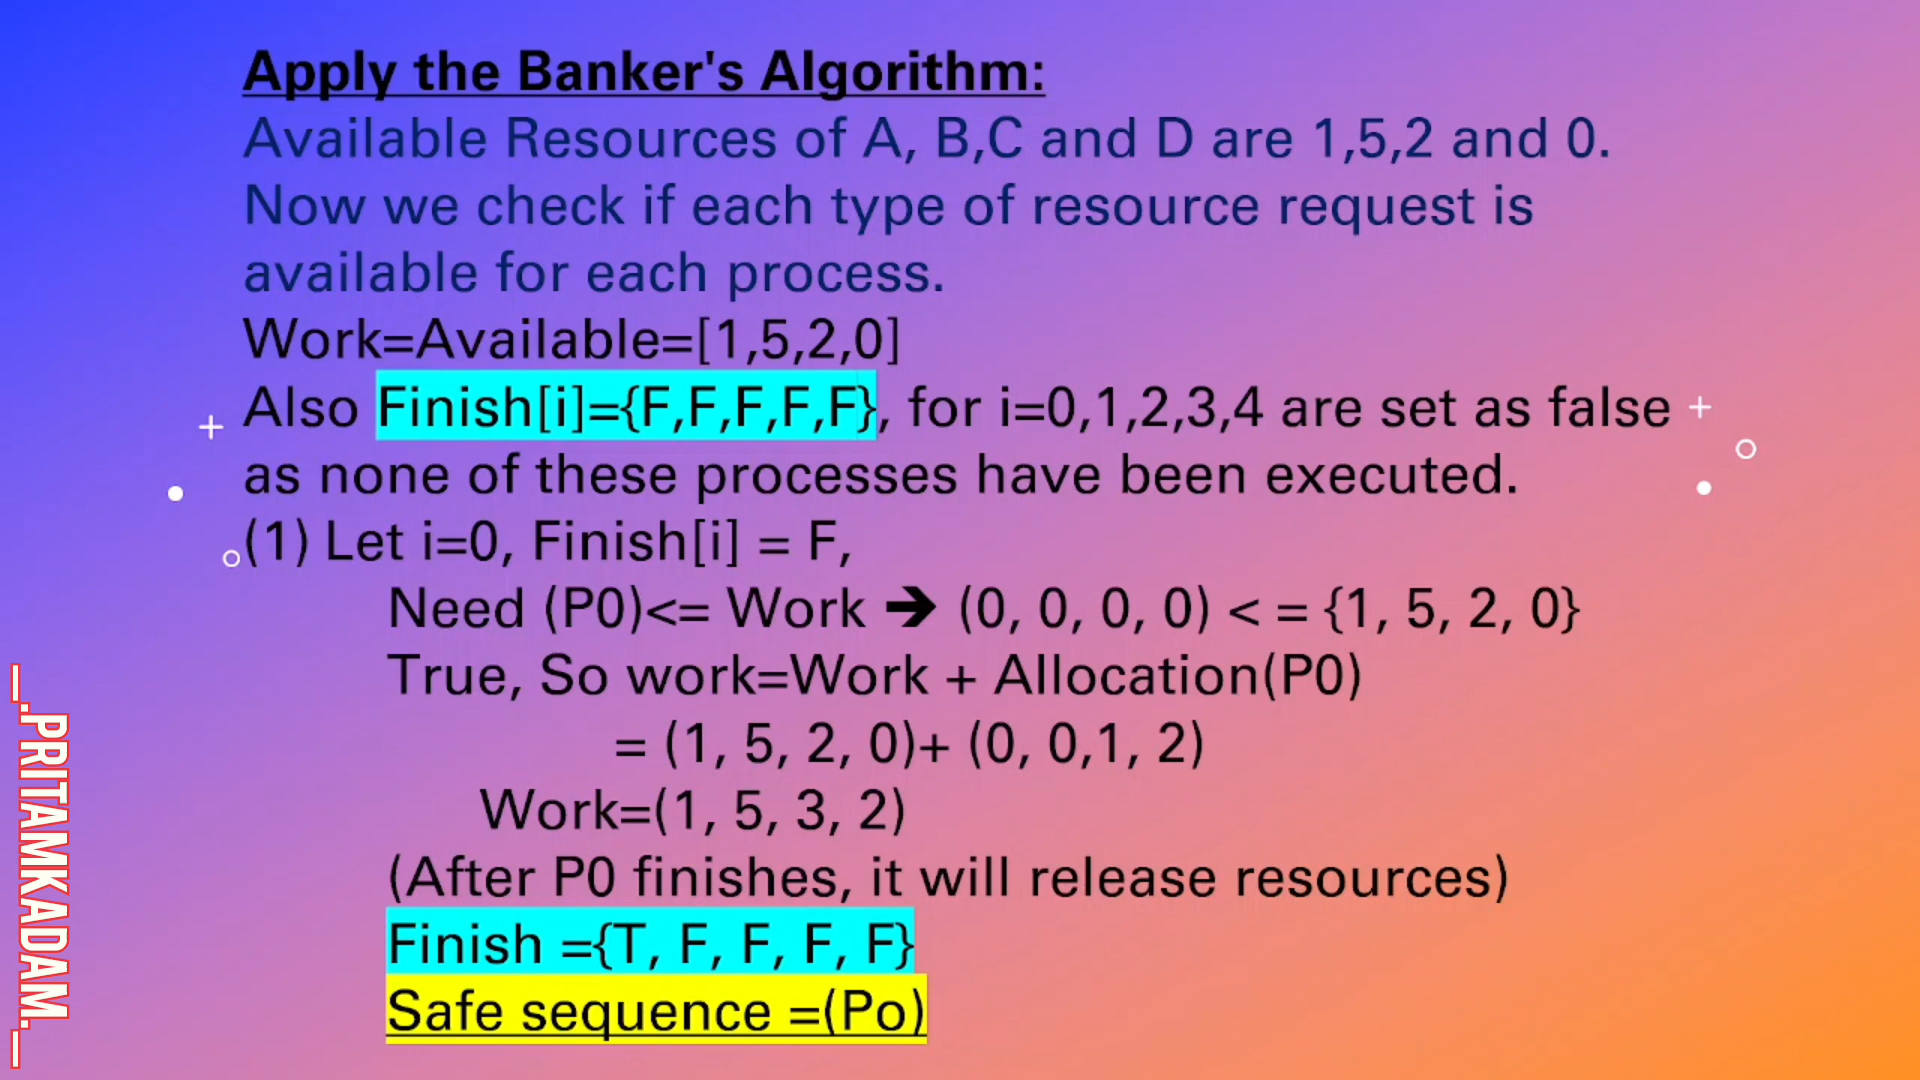 Apply the Banker's Algorithm:
Available Resources of A, B,C and D are 1,5,2 and 0.
Now we check if each type of resource request is
available for each process.
Work=Available=[1,5,2,0]
Also Finish[i]={F,F,F,F,F}, for i=0,1,2,3,4 are set as false
as none of these processes have been executed.
(1) Let i=0, Finish[i] = F,
Need (P0)<= Work ➔ (0, 0, 0, 0) < = {1, 5, 2, 0}
True, So work=Work + Allocation(P0)
= (1, 5, 2, 0)+ (0, 0,1, 2)
Work=(1, 5, 3, 2)
(After P0 finishes, it will release resources)
Finish ={T, F, F, F, F}
Safe sequence =(Po)
_.PRITAMKADAM._